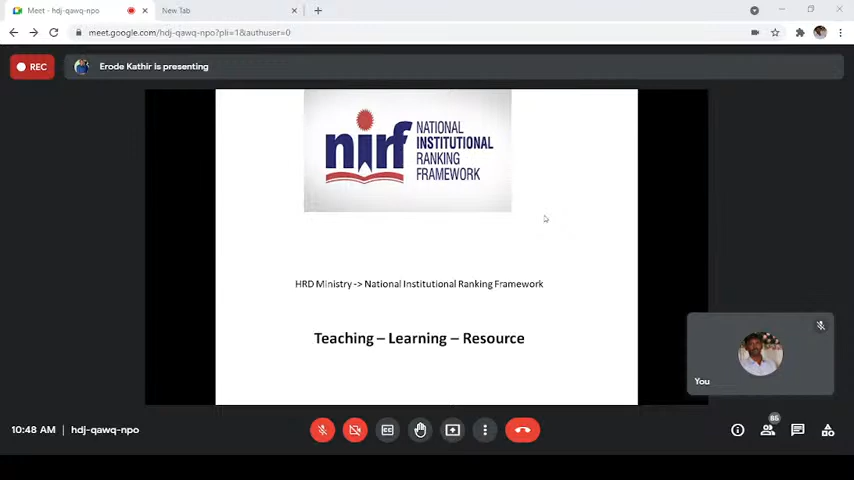 Meet - hdj-qawq-npo
New Tab
meet.google.com/hdj-qawq-npo?pli=1&authuser=0
REC
Erode Kathir is presenting
nirf
NATIONAL
INSTITUTIONAL
RANKING
FRAMEWORK
HRD Ministry -> National Institutional Ranking Framework
Teaching – Learning – Resource
You
10:48 AM | hdj-qawq-npo
85